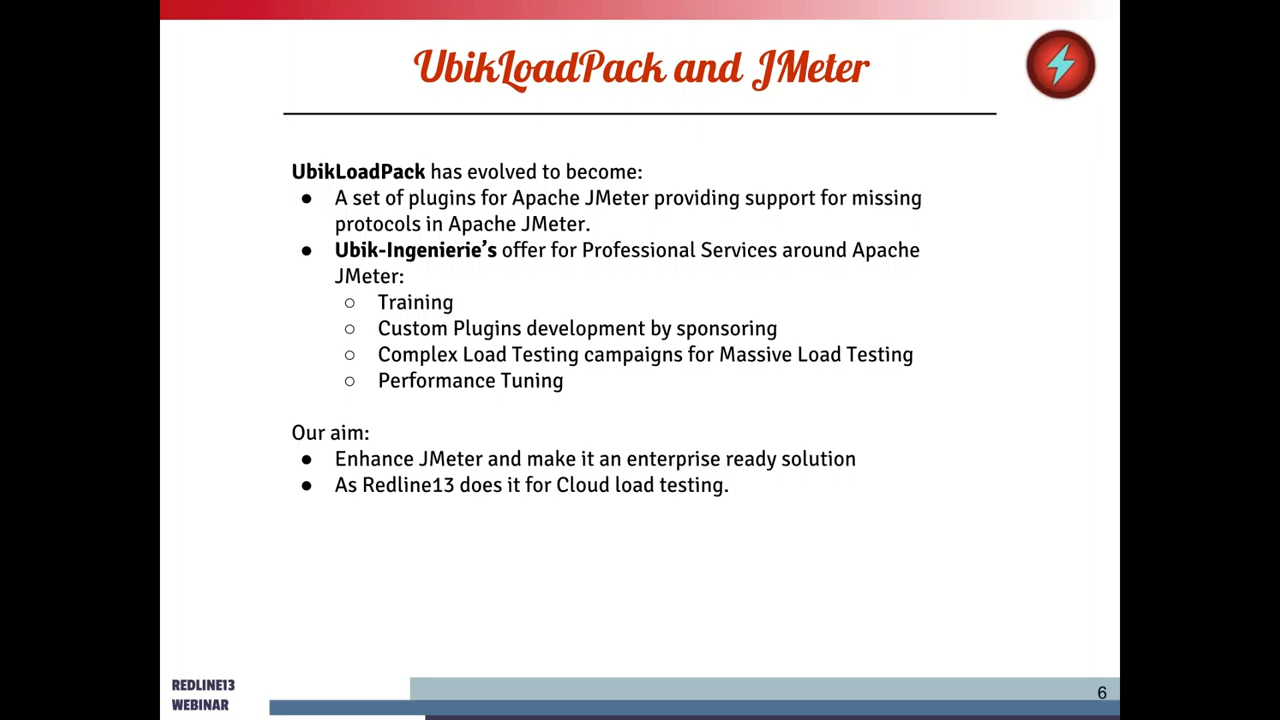 UbikLoadPack and JMeter
UbikLoadPack has evolved to become:
● A set of plugins for Apache JMeter providing support for missing
protocols in Apache JMeter.
● Ubik-Ingenierie’s offer for Professional Services around Apache
JMeter:
○ Training
○ Custom Plugins development by sponsoring
○ Complex Load Testing campaigns for Massive Load Testing
○ Performance Tuning
Our aim:
● Enhance JMeter and make it an enterprise ready solution
● As Redline13 does it for Cloud load testing.
REDLINE13
WEBINAR
6